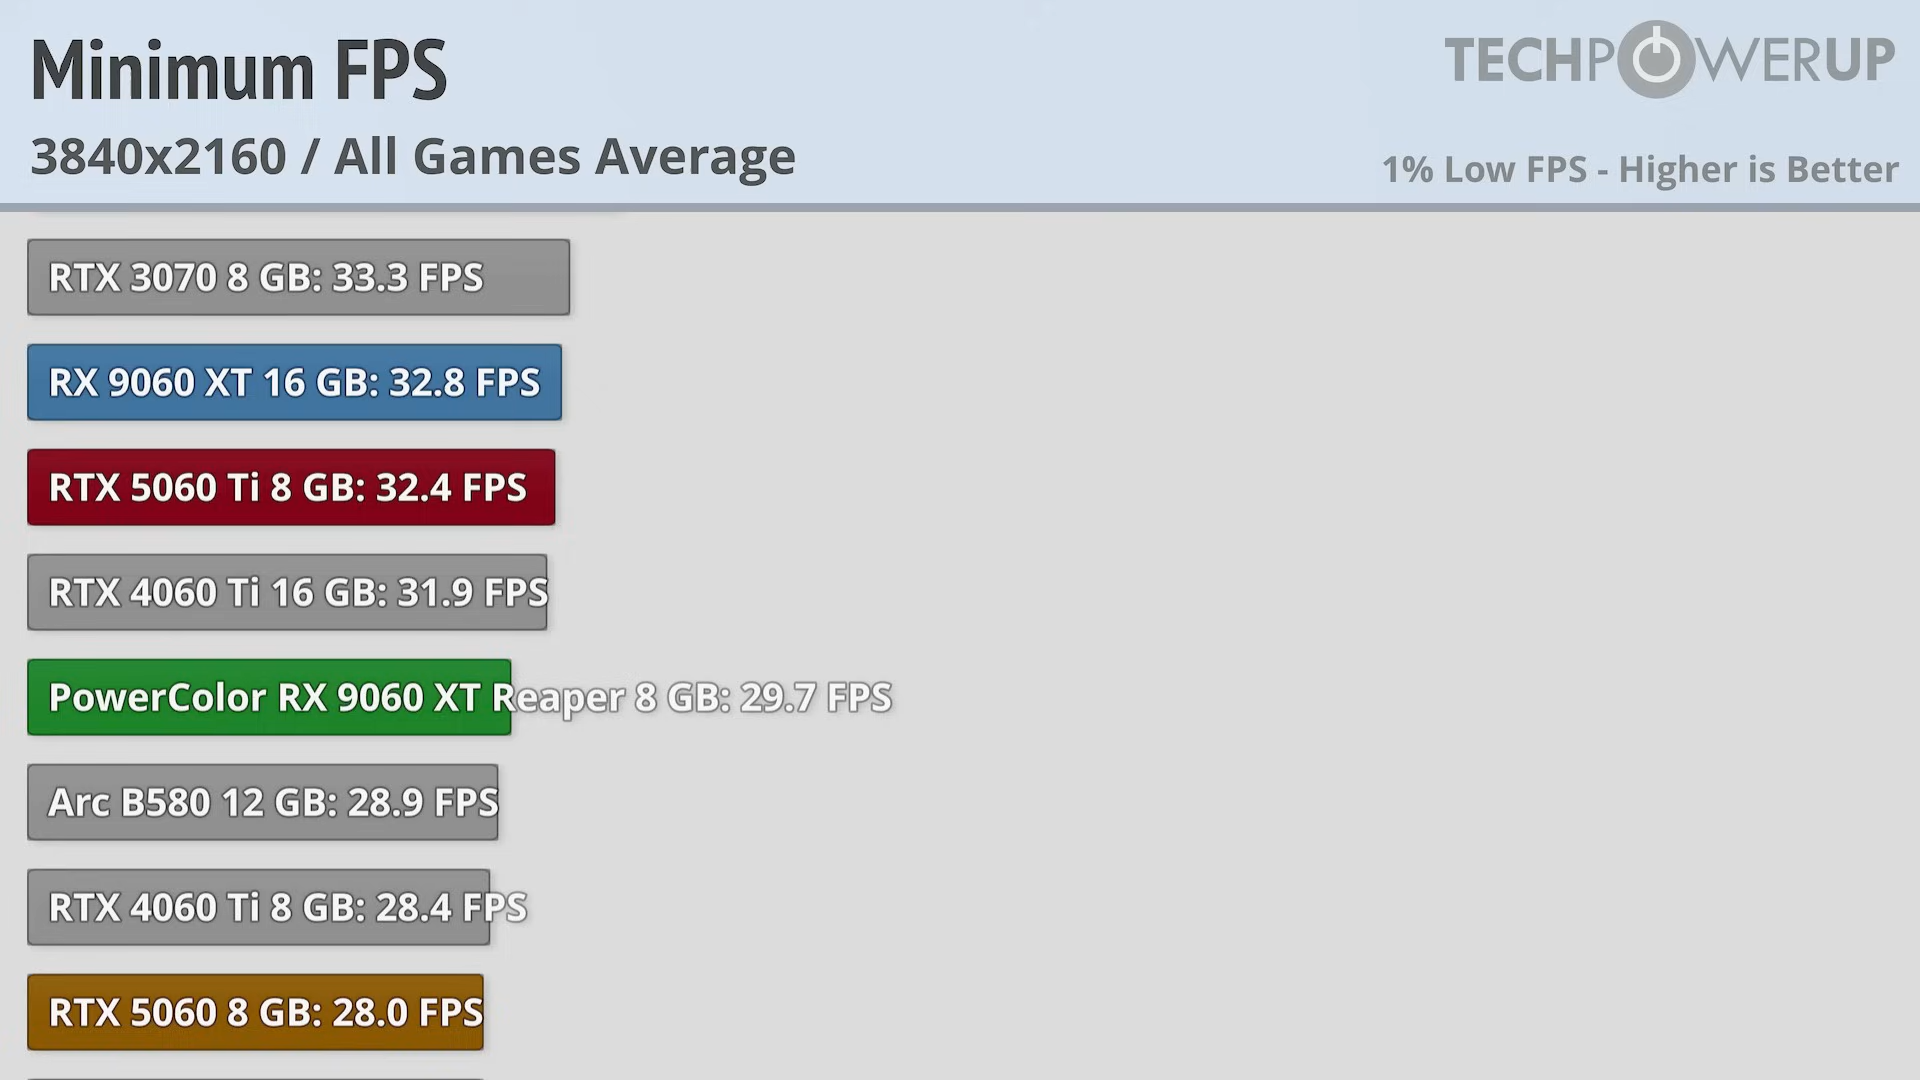 Minimum FPS
TECHPOWERUP
3840x2160 / All Games Average
1% Low FPS - Higher is Better
RTX 3070 8 GB: 33.3 FPS
RX 9060 XT 16 GB: 32.8 FPS
RTX 5060 Ti 8 GB: 32.4 FPS
RTX 4060 Ti 16 GB: 31.9 FPS
PowerColor RX 9060 XT Reaper 8 GB: 29.7 FPS
Arc B580 12 GB: 28.9 FPS
RTX 4060 Ti 8 GB: 28.4 FPS
RTX 5060 8 GB: 28.0 FPS